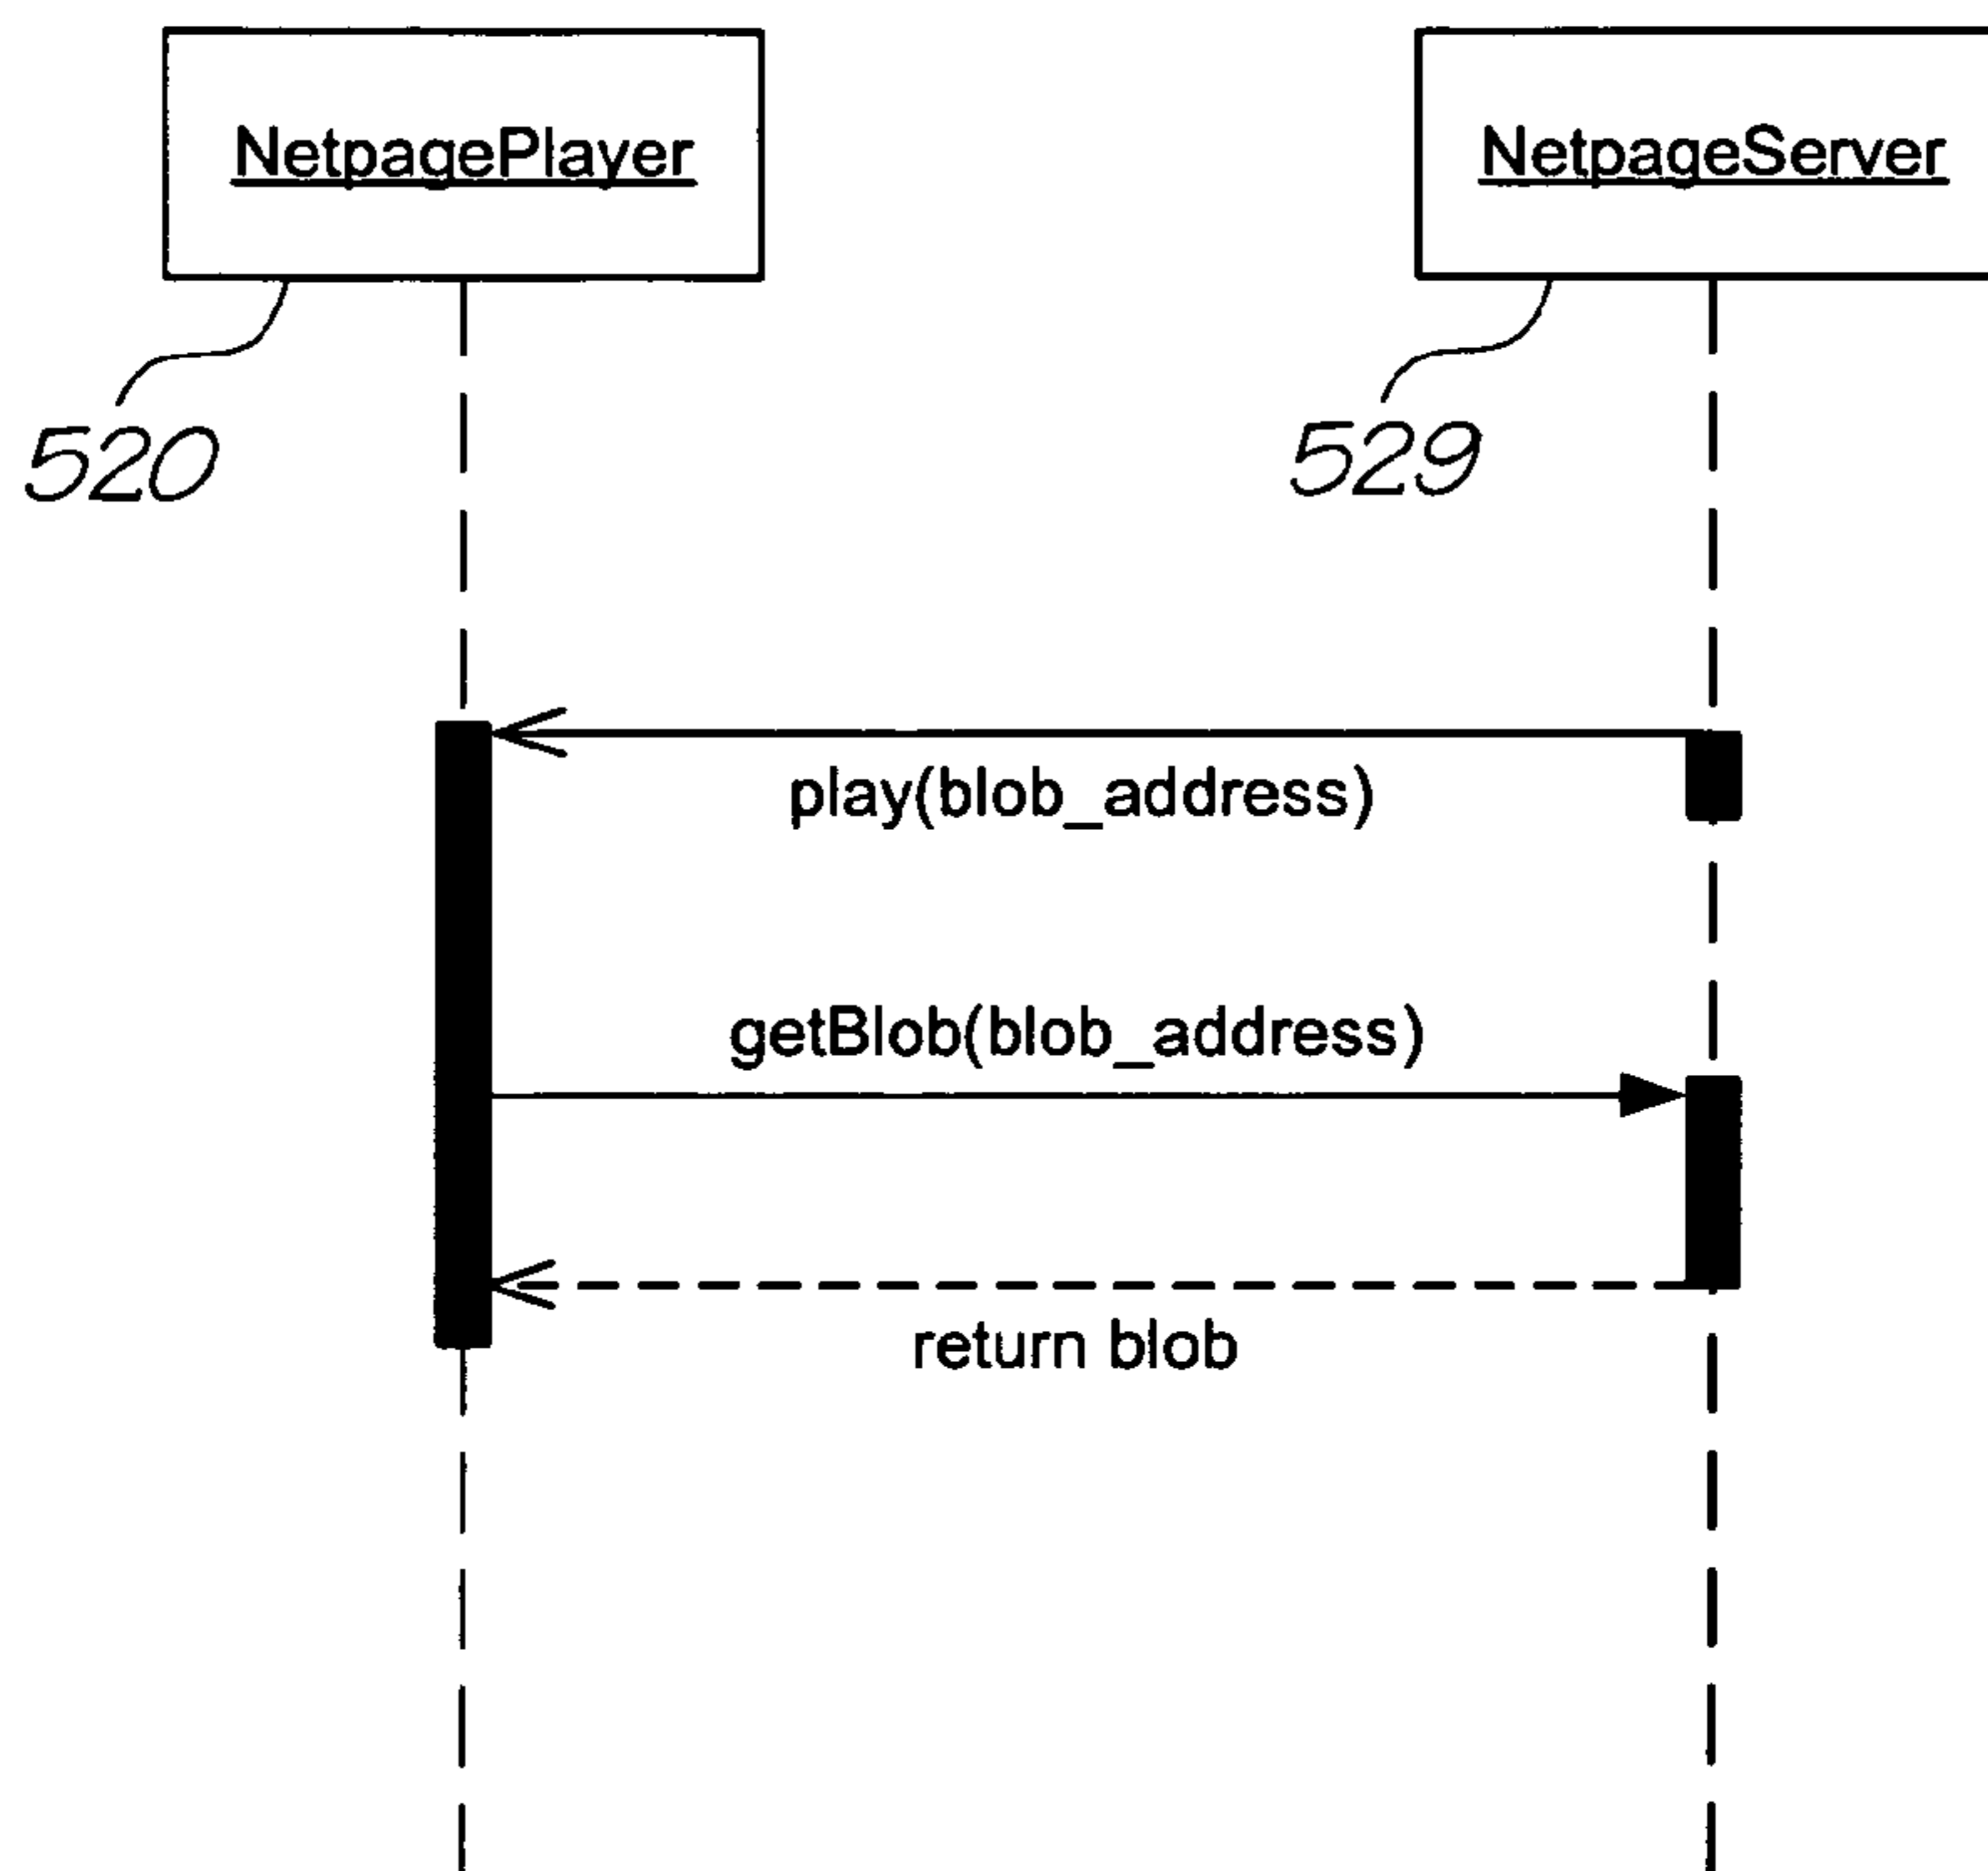 NetpagePlayer
NetpageServer
520
529
play(blob_address)
getBlob(blob_address)
return blob